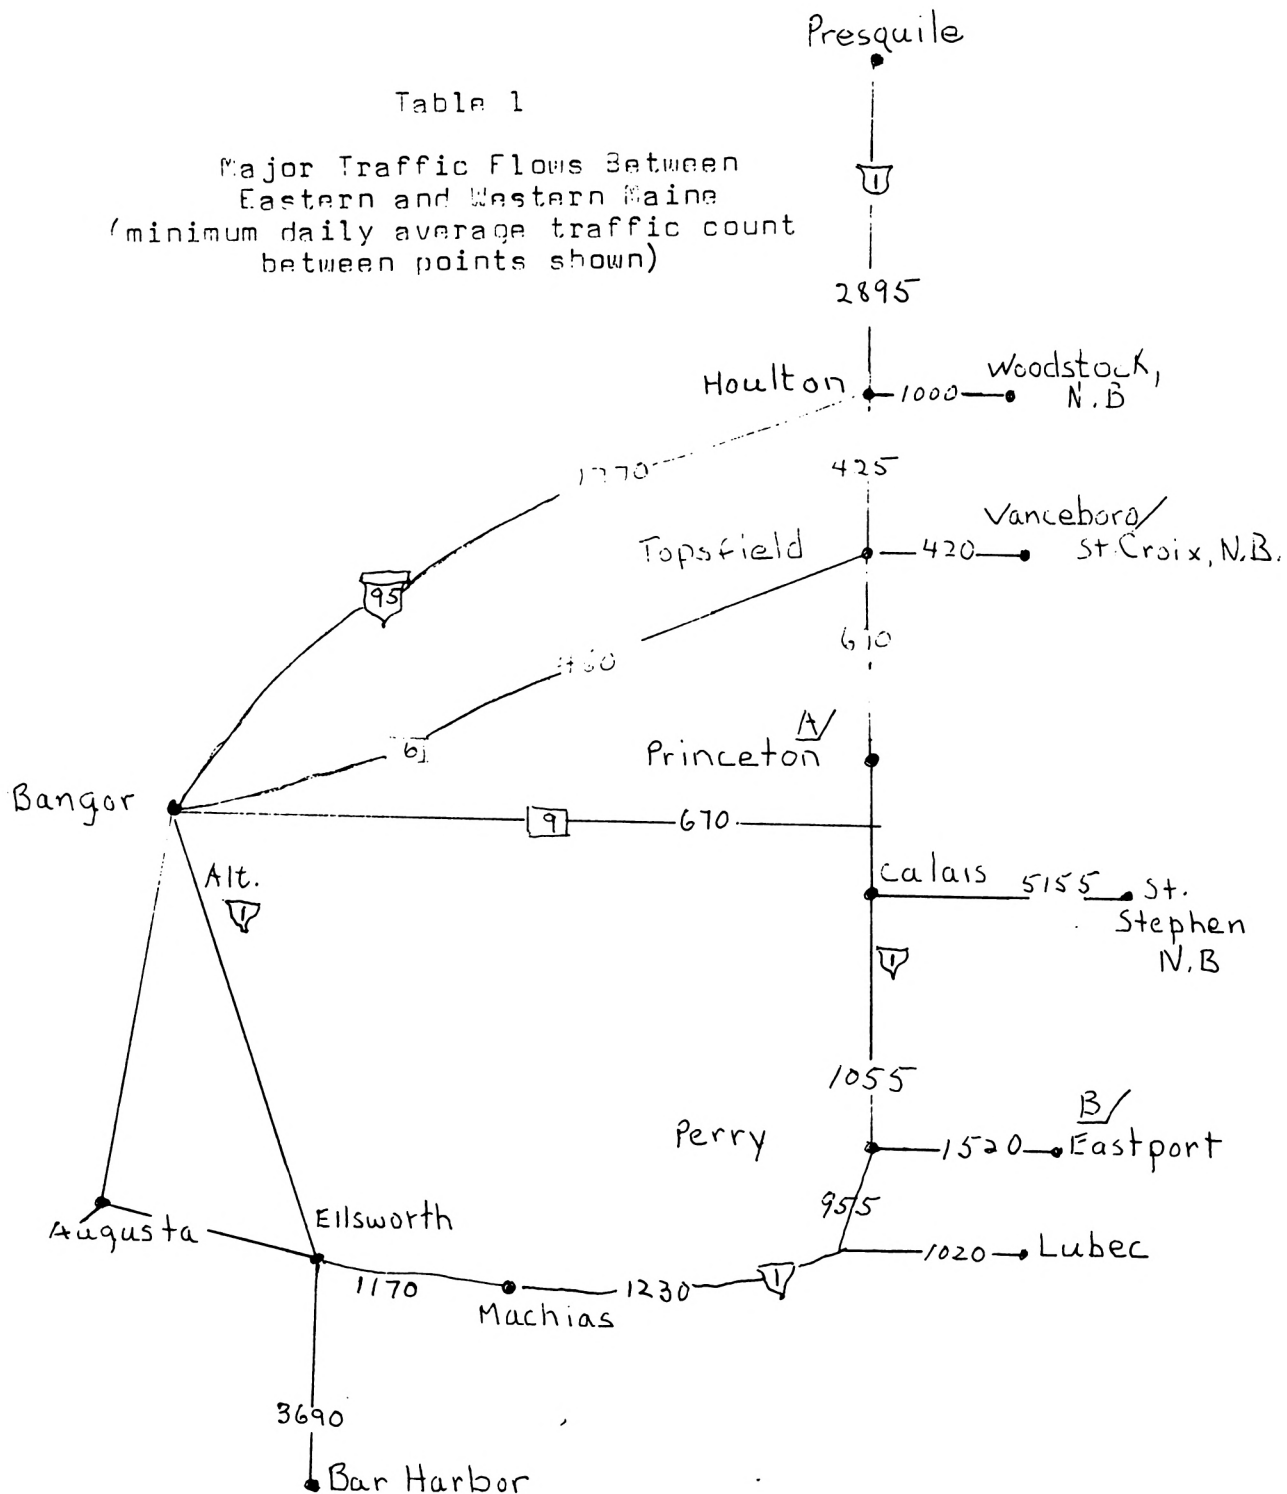 Presquile
Table 1
Major Traffic Flows Between
Eastern and Western Maine
(minimum daily average traffic count
between points shown)
1
2895
Houlton
1000
Woodstock,
N.B
425
Vanceboro/
St. Croix, N.B.
Topsfield
420
95
610
A/
Princeton
61
Bangor
9
670
Alt.
1
Calais
5155
St.
Stephen
N.B
1
1055
B/
Perry
1520
Eastport
955
Augusta
Ellsworth
1020
Lubec
1170
1230
1
Machias
3690
Bar Harbor